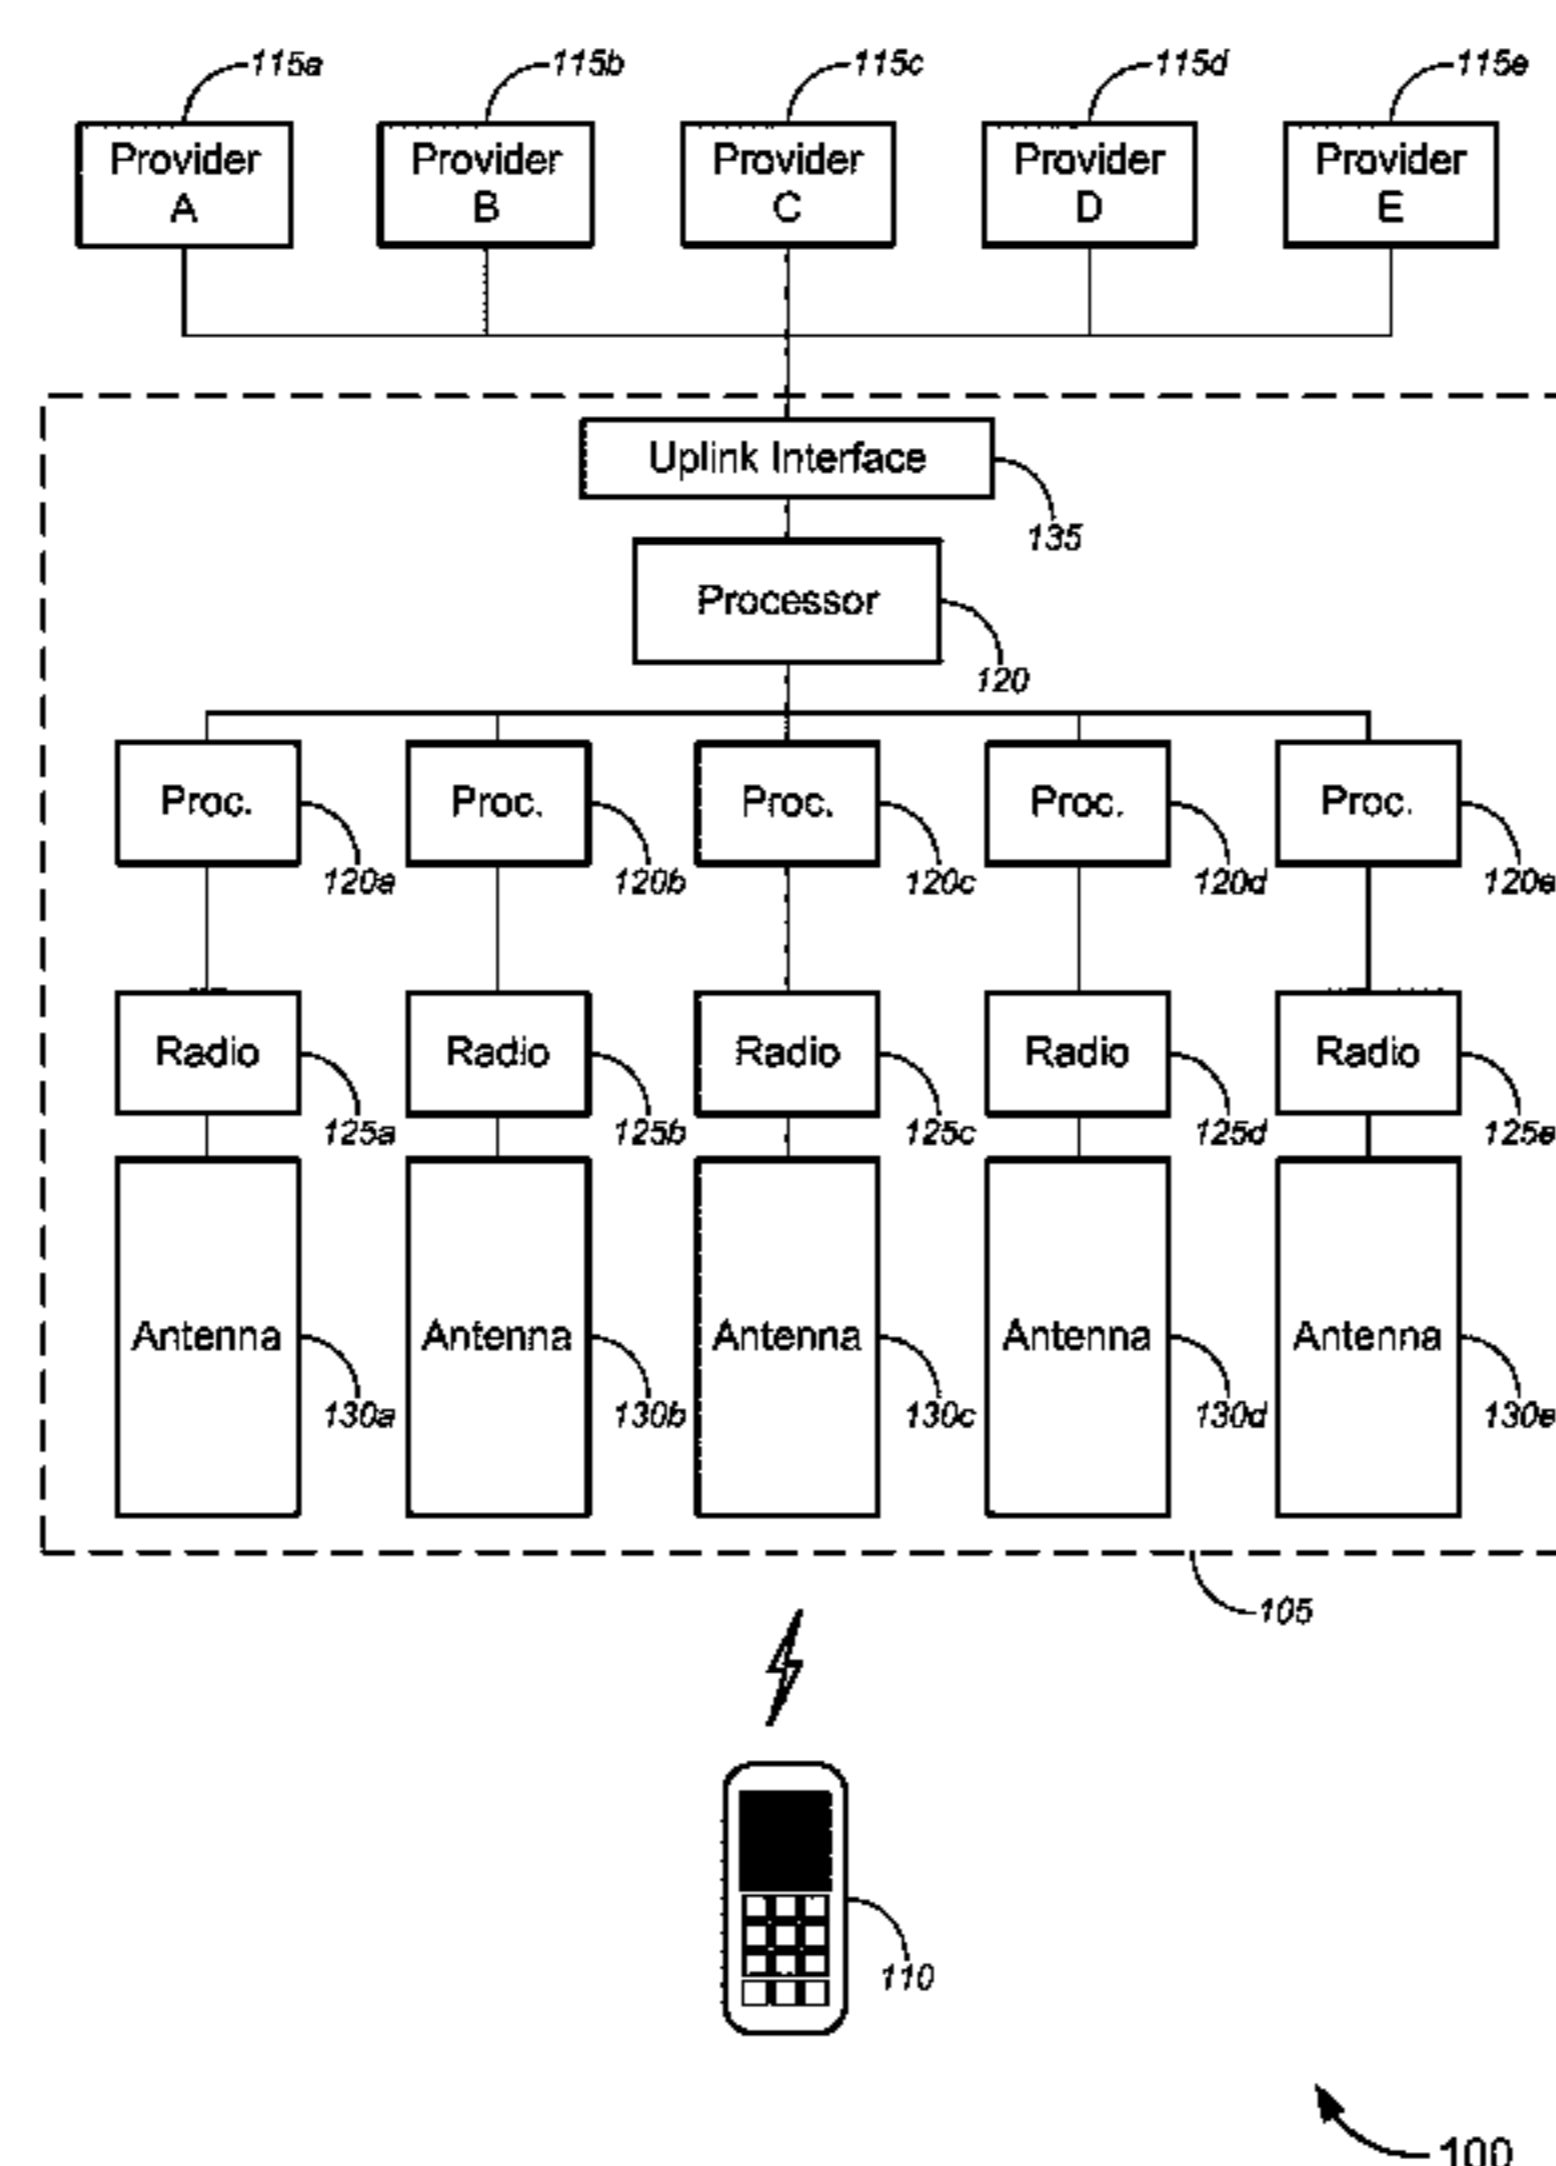 115a 115b 115c 115d 115e
Provider Provider Provider Provider Provider
A B C D E
Uplink Interface
135
Processor
120
Proc. Proc. Proc. Proc. Proc.
120a 120b 120c 120d 120e
Radio Radio Radio Radio Radio
125a 125b 125c 125d 125e
Antenna Antenna Antenna Antenna Antenna
130a 130b 130c 130d 130e
105
110
100